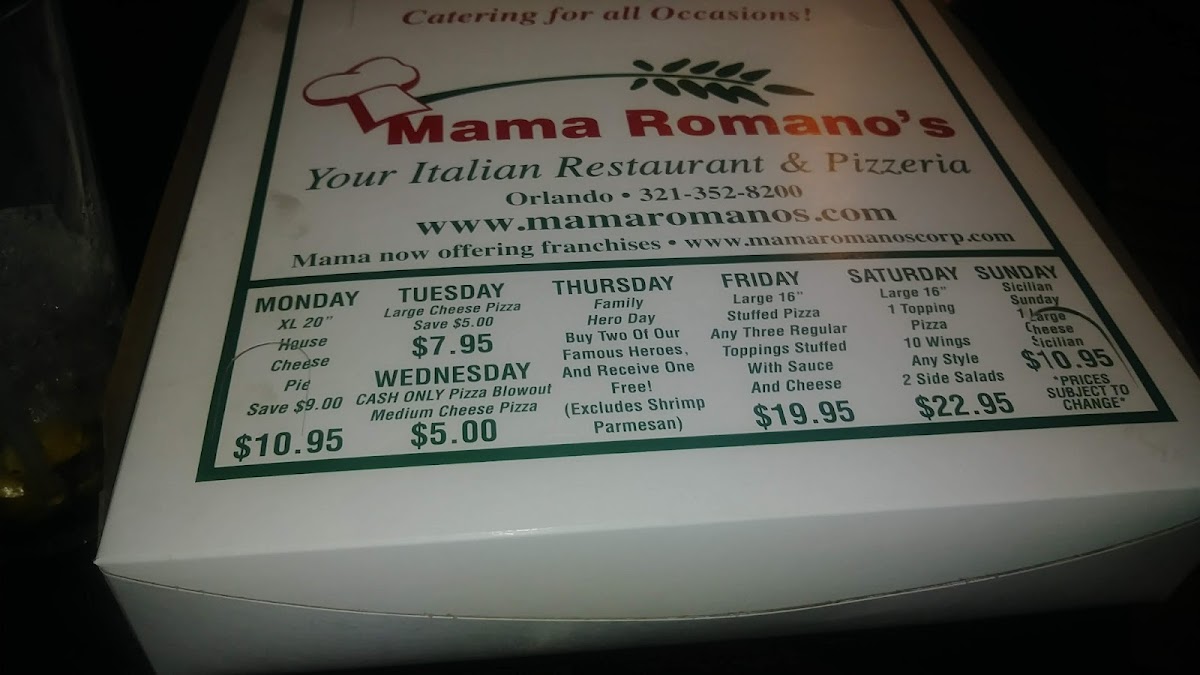 Catering for all Occasions!
Mama Romano's
Your Italian Restaurant & Pizzeria
Orlando • 321-352-8200
www.mamaromanos.com
Mama now offering franchises • www.mamaromanoscorp.com
MONDAY
XL 20"
House
Cheese
Pie
Save $9.00
$10.95
TUESDAY
Large Cheese Pizza
Save $5.00
$7.95
WEDNESDAY
CASH ONLY Pizza Blowout
Medium Cheese Pizza
$5.00
THURSDAY
Family
Hero Day
Buy Two Of Our
Famous Heroes,
And Receive One
Free!
(Excludes Shrimp
Parmesan)
FRIDAY
Large 16"
Stuffed Pizza
Any Three Regular
Toppings Stuffed
With Sauce
And Cheese
$19.95
SATURDAY
Large 16"
1 Topping
Pizza
10 Wings
Any Style
2 Side Salads
$22.95
SUNDAY
Sicilian
Sunday
1 Large
Cheese
Sicilian
$10.95
*PRICES
SUBJECT TO
CHANGE*